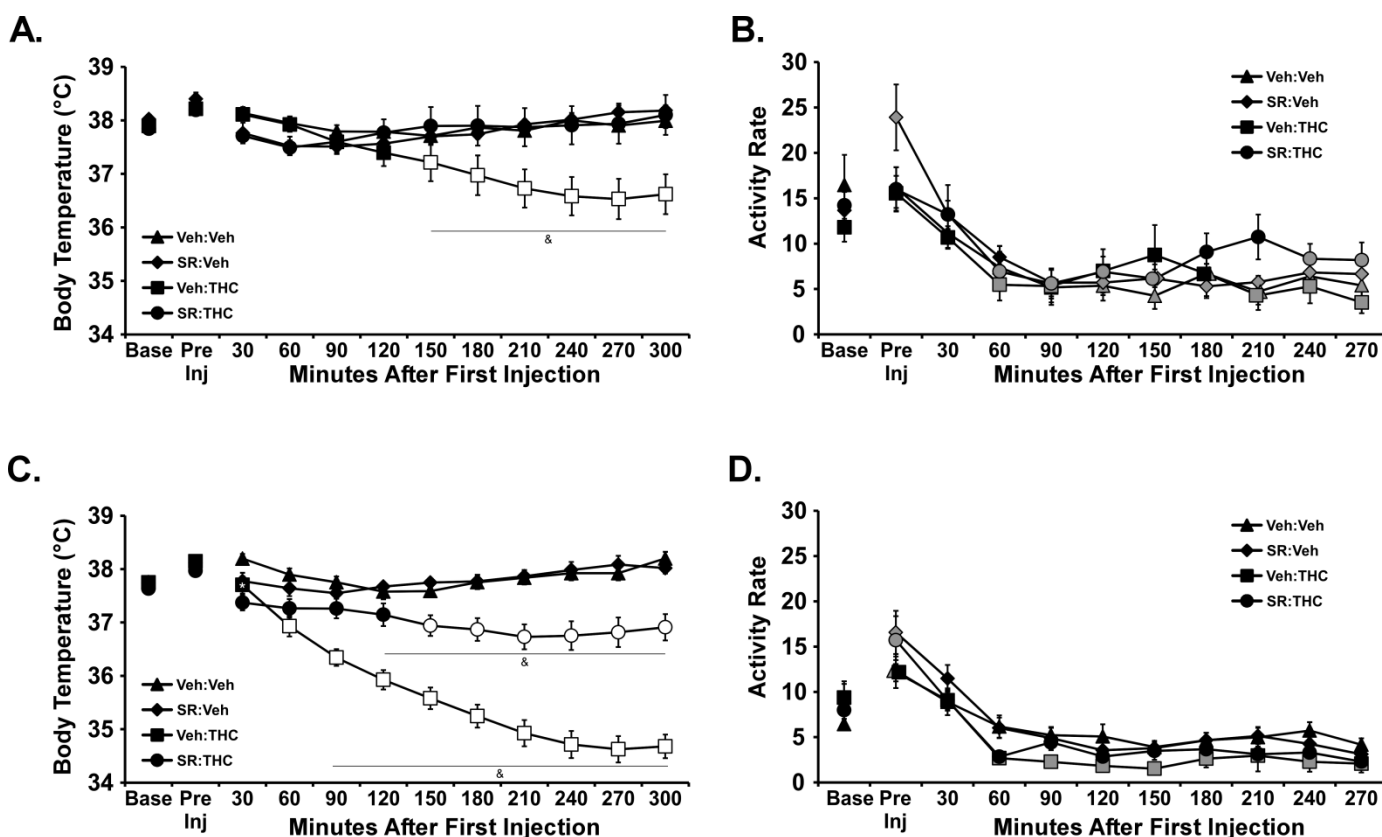 A.
39
38
37
36
35
34
Body Temperature (°C)
&
Veh:Veh
SR:Veh
Veh:THC
SR:THC
Base Pre 30 60 90 120 150 180 210 240 270 300
Inj Minutes After First Injection
B.
30
25
20
15
10
5
0
Activity Rate
Veh:Veh
SR:Veh
Veh:THC
SR:THC
Base Pre 30 60 90 120 150 180 210 240 270
Inj Minutes After First Injection
C.
39
38
37
36
35
34
Body Temperature (°C)
&
Veh:Veh
SR:Veh
Veh:THC
SR:THC
&
Base Pre 30 60 90 120 150 180 210 240 270 300
Inj Minutes After First Injection
D.
30
25
20
15
10
5
0
Activity Rate
Veh:Veh
SR:Veh
Veh:THC
SR:THC
Base Pre 30 60 90 120 150 180 210 240 270
Inj Minutes After First Injection